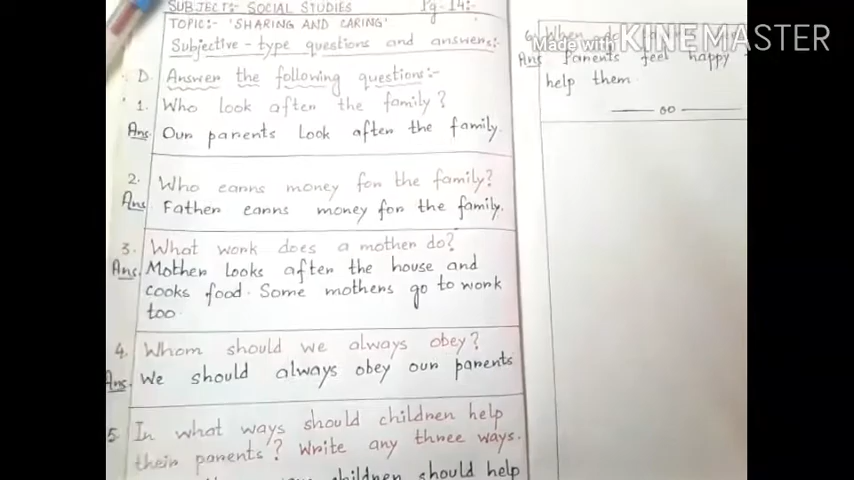 SUBJECT:- SOCIAL STUDIES Pg-14:-
TOPIC:- 'SHARING AND CARING'
Subjective-type questions and answers:-
D. Answer the following questions:-
1. Who look after the family?
Ans. Our parents look after the family.
2. Who earns money for the family?
Ans. Father earns money for the family.
3. What work does a mother do?
Ans. Mother looks after the house and
cooks food. Some mothers go to work
too.
4. Whom should we always obey?
Ans. We should always obey our parents
5. In what ways should children help
their parents? Write any three ways.
children should help
6. When
Made with KINEMASTER
Ans Parents feel happy
help them.